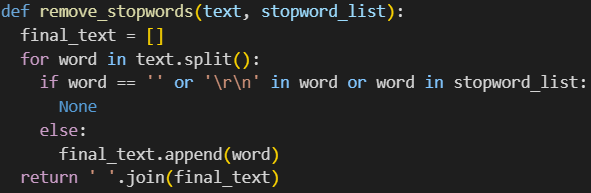 def remove_stopwords(text, stopword_list):
  final_text = []
  for word in text.split():
    if word == '' or '\r\n' in word or word in stopword_list:
      None
    else:
      final_text.append(word)
  return ' '.join(final_text)